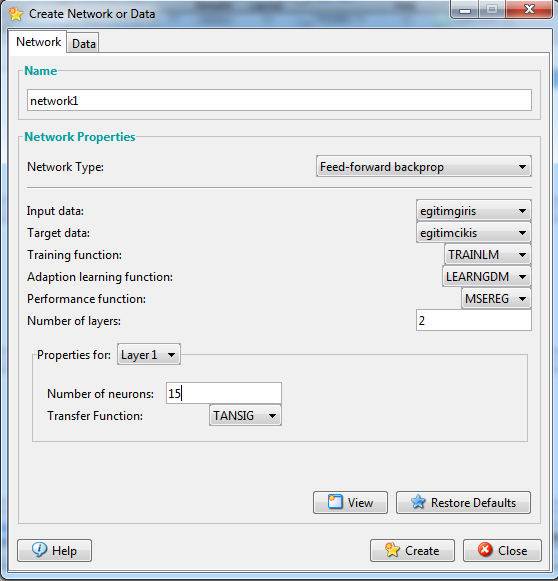 Create Network or Data
Network Data
Name
network1
Network Properties
Network Type: Feed-forward backprop
Input data: egitimgiris
Target data: egitimcikis
Training function: TRAINLM
Adaption learning function: LEARNGDM
Performance function: MSEREG
Number of layers: 2
Properties for: Layer 1
Number of neurons: 15
Transfer Function: TANSIG
View Restore Defaults
Help Create Close